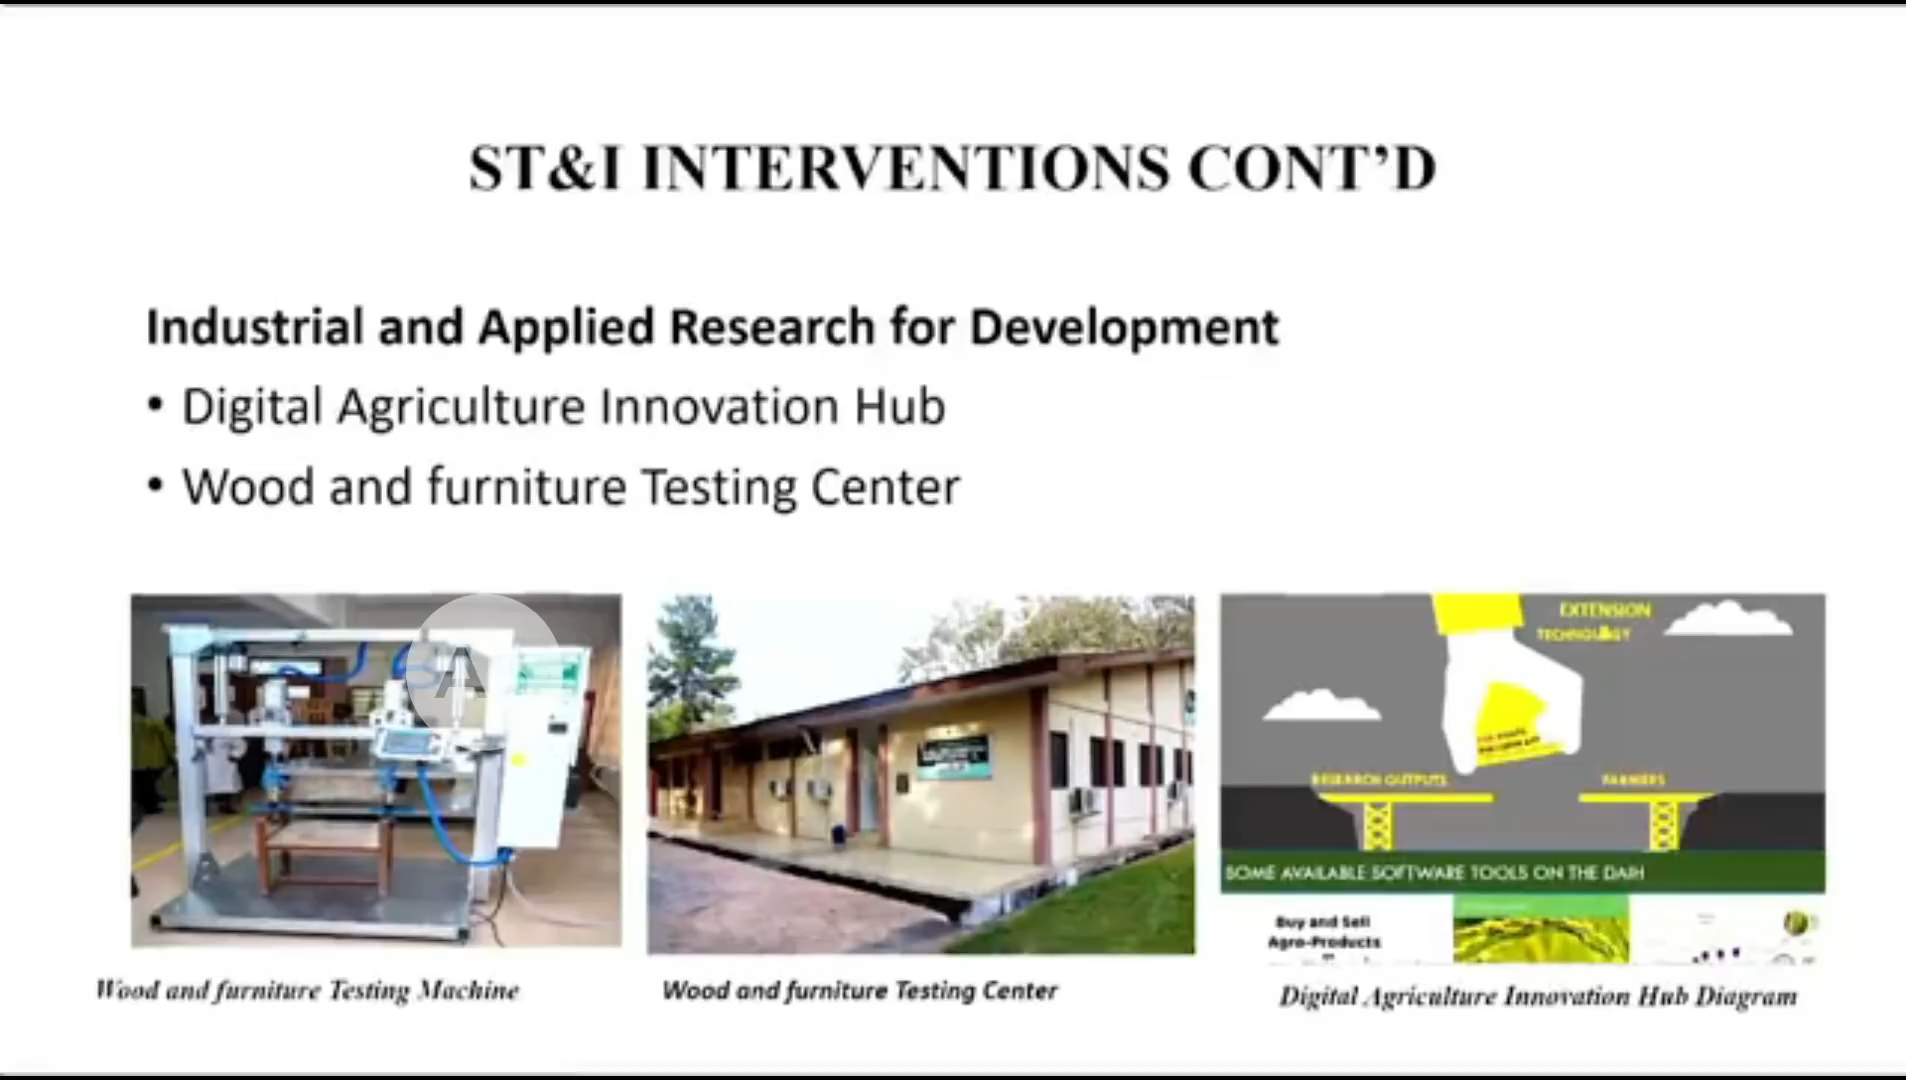 ST&I INTERVENTIONS CONT'D
Industrial and Applied Research for Development
• Digital Agriculture Innovation Hub
• Wood and furniture Testing Center
A
EXTENSION
TECHNOLOGY
RESEARCH OUTPUTS
FARMERS
SOME AVAILABLE SOFTWARE TOOLS ON THE DAIH
Buy and Sell
Agro-Products
Wood and furniture Testing Machine
Wood and furniture Testing Center
Digital Agriculture Innovation Hub Diagram